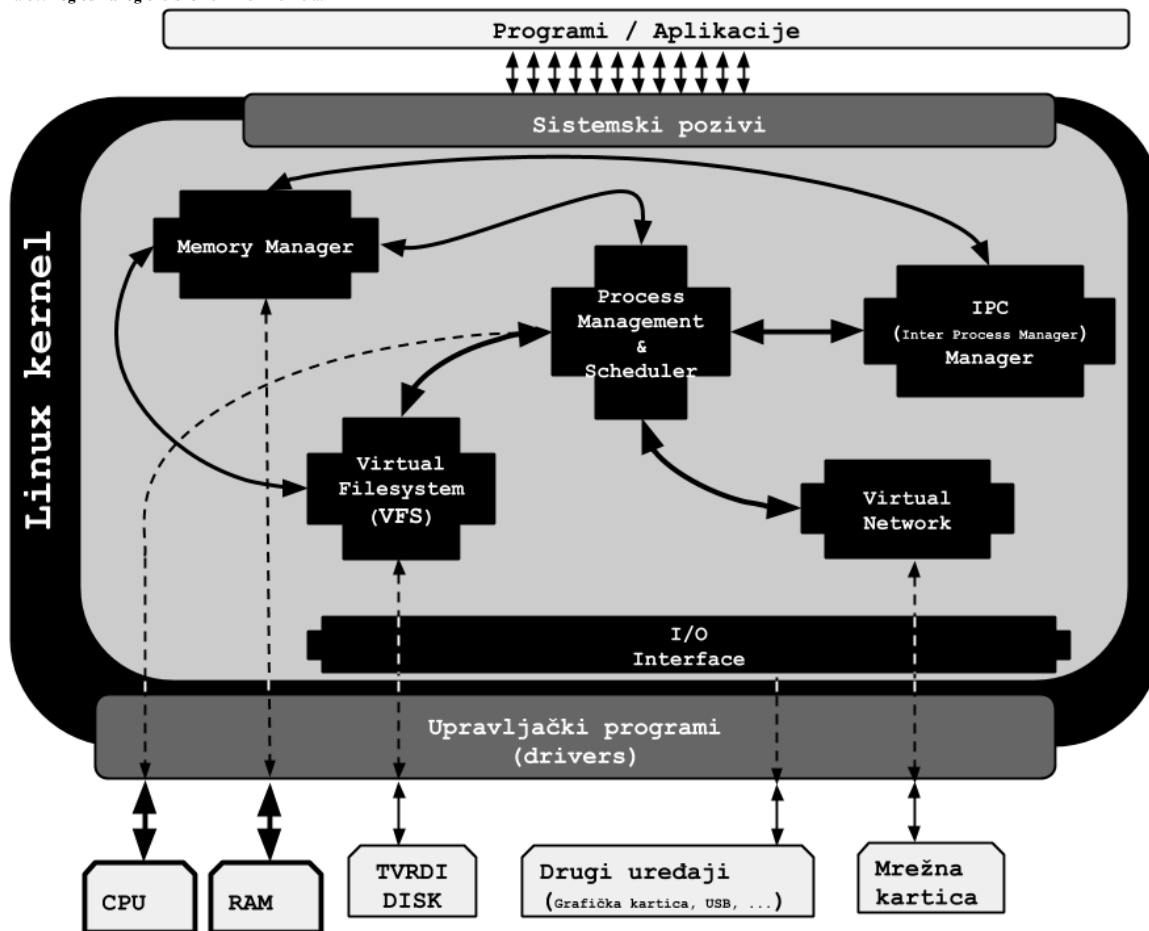 Programi / Aplikacije
Sistemski pozivi
Linux kernel
Memory Manager
Process
Management
&
Scheduler
IPC
(Inter Process Manager)
Manager
Virtual
Filesystem
(VFS)
Virtual
Network
I/O
Interface
Upravljački programi
(drivers)
CPU
RAM
TVRDI
DISK
Drugi uređaji
(Grafička kartica, USB, ...)
Mrežna
kartica